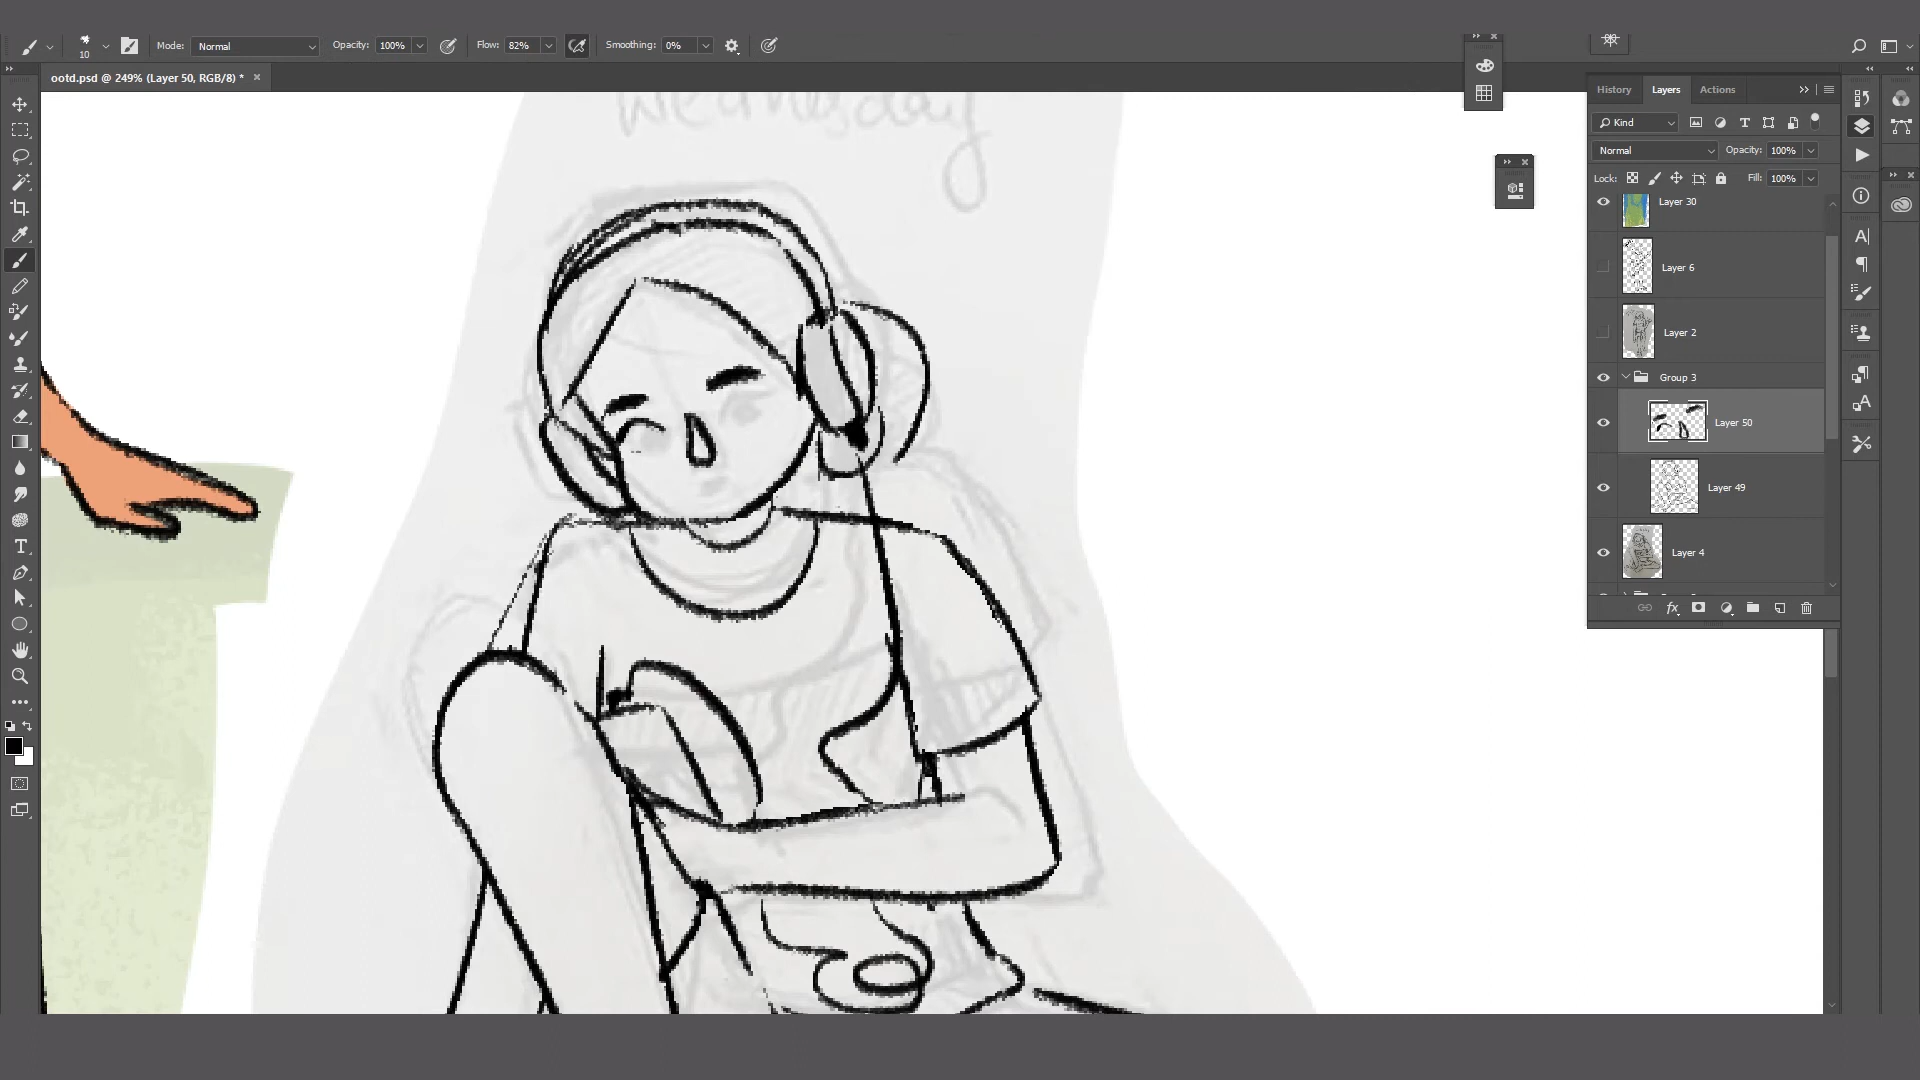 10
Mode: Normal Opacity: 100% Flow: 82% Smoothing: 0%
ootd.psd @ 249% (Layer 50, RGB/8) * ×
Wednesday
History Layers Actions
Kind
Normal Opacity: 100%
Lock: Fill: 100%
Layer 30
Layer 6
Layer 2
Group 3
Layer 50
Layer 49
Layer 4
fx